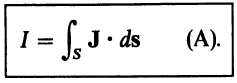 I = ∫_S J · ds (A).